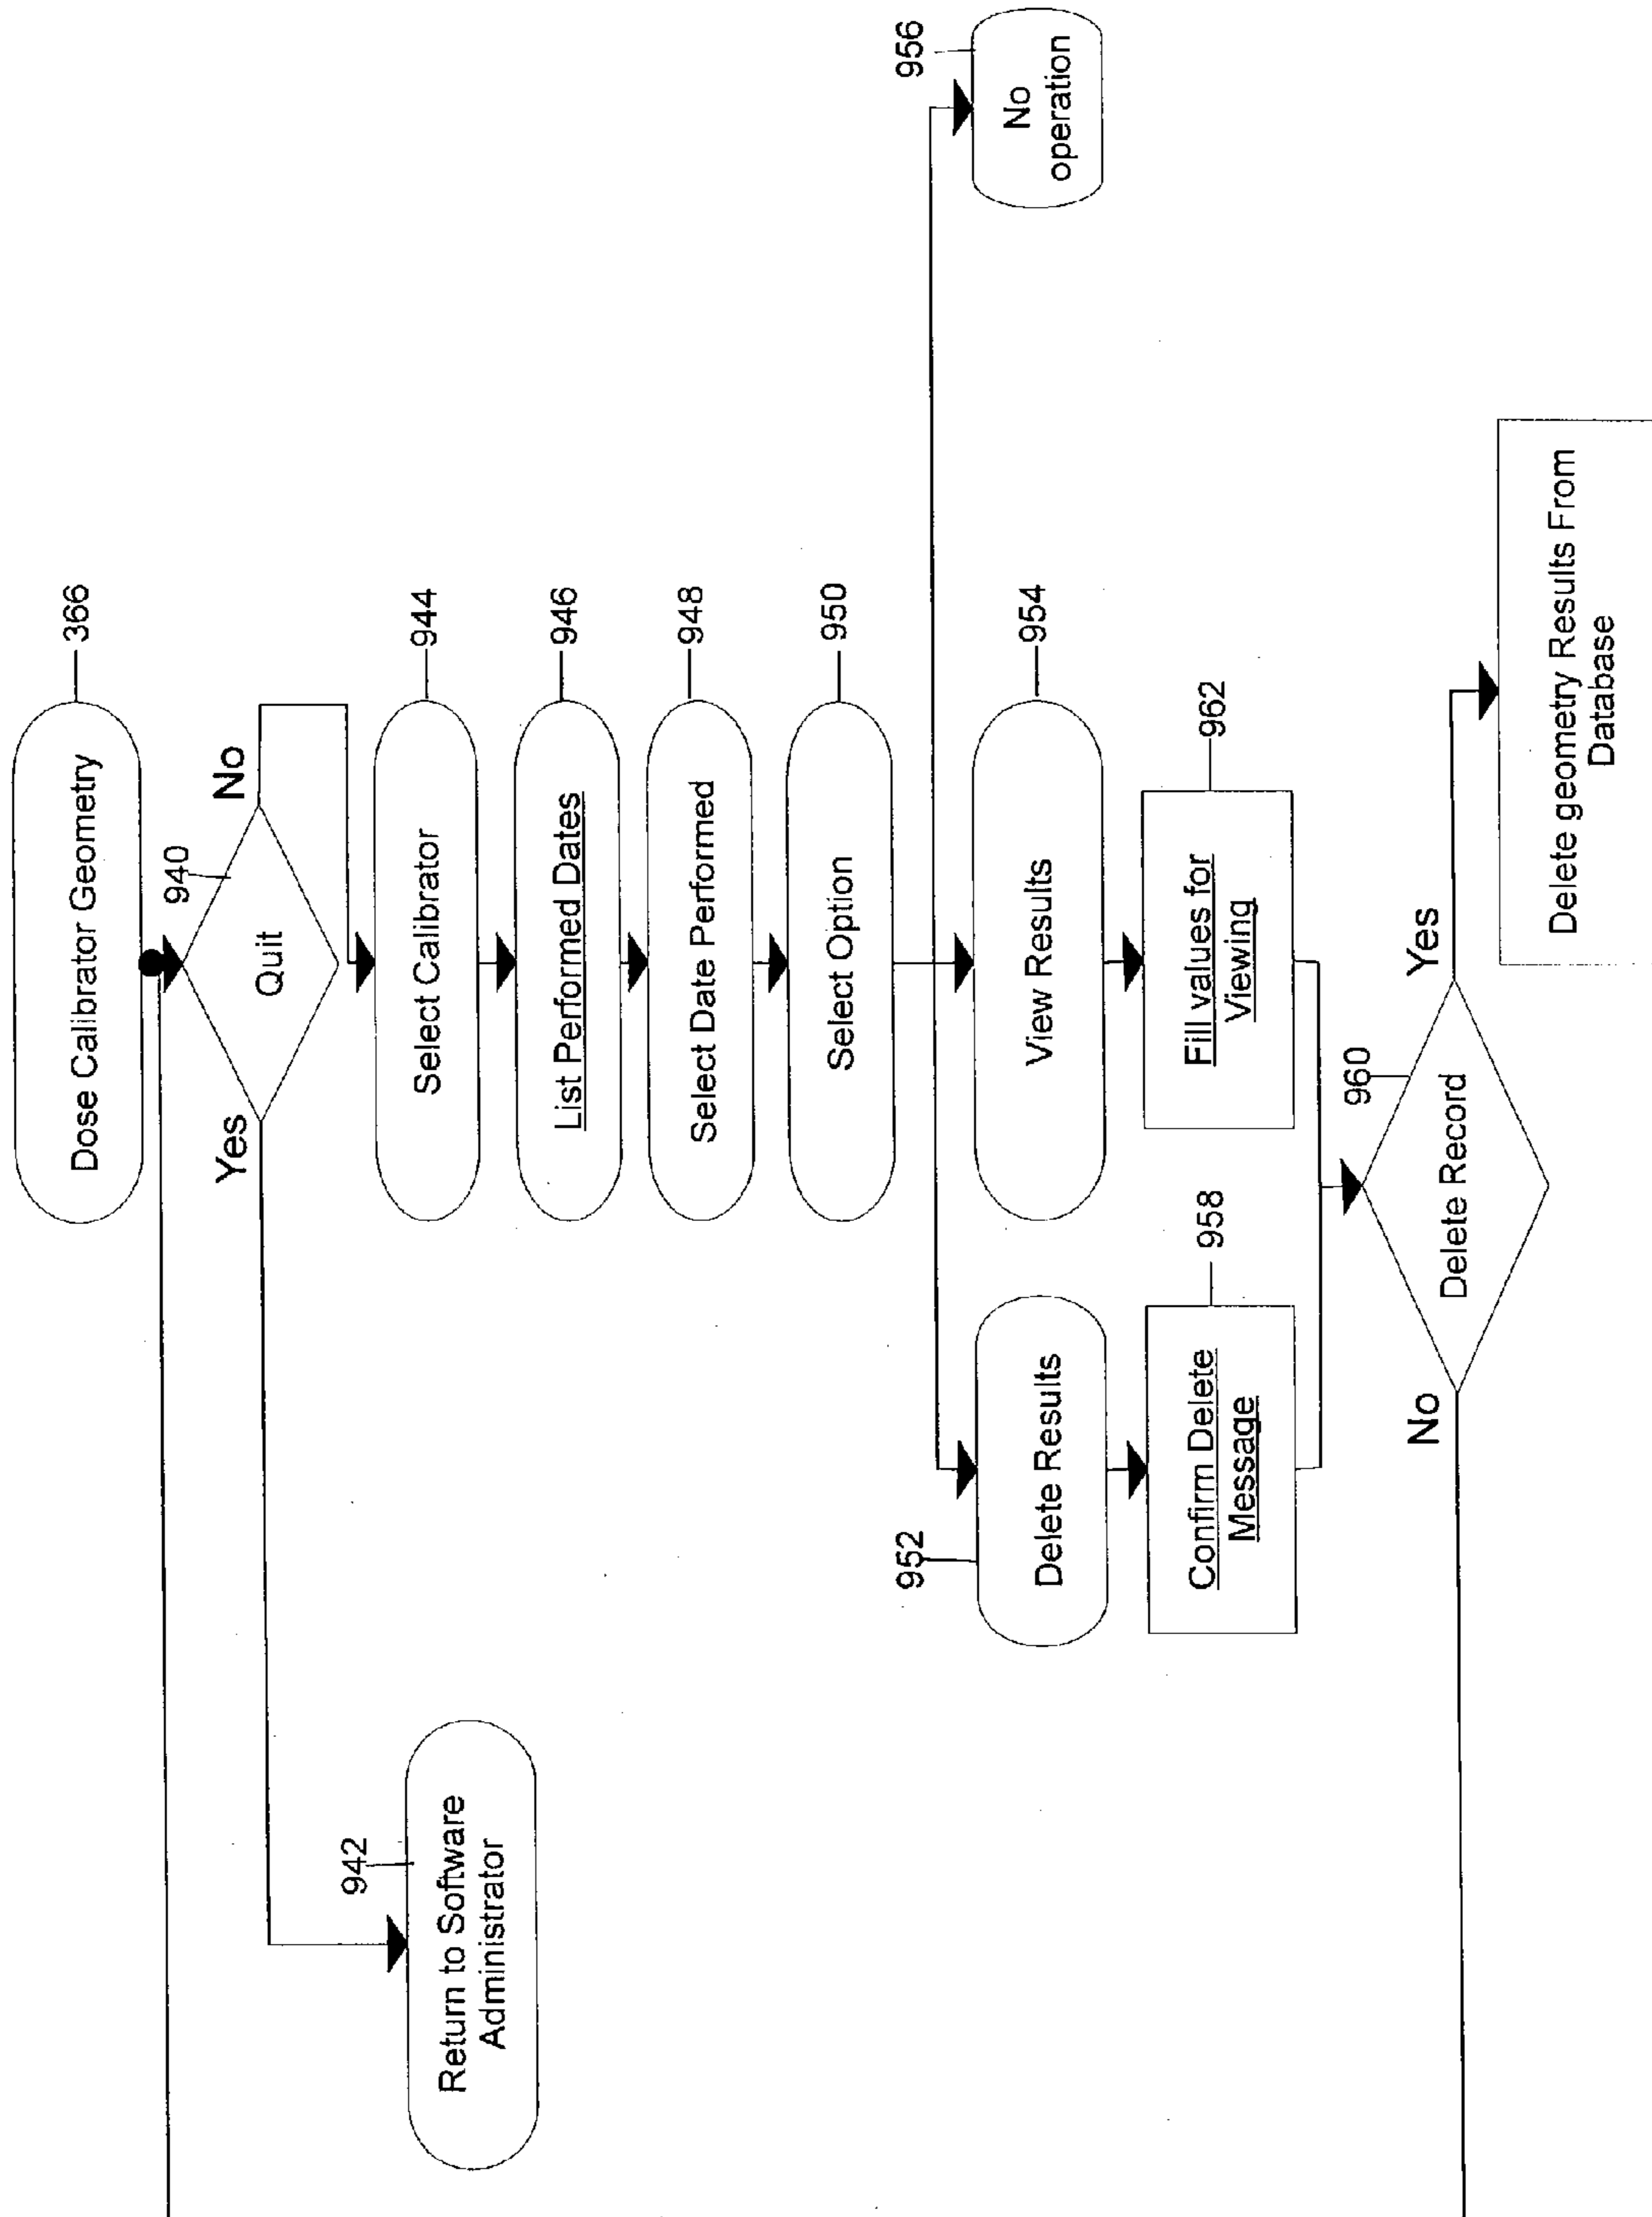 Dose Calibrator Geometry
366
940
Quit
Yes
No
942
Return to Software
Administrator
Select Calibrator
944
List Performed Dates
946
Select Date Performed
948
Select Option
950
952
Delete Results
View Results
954
956
No
operation
Confirm Delete
Message
958
Fill values for
Viewing
962
960
Delete Record
No
Yes
Delete geometry Results From
Database